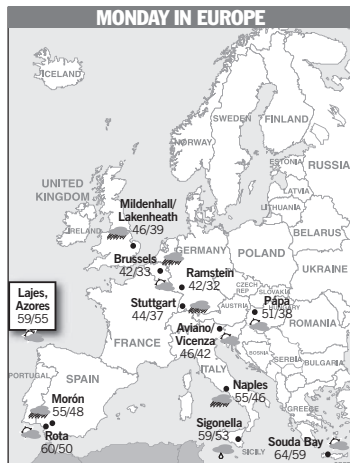 MONDAY IN EUROPE
ICELAND
SWEDEN
FINLAND
NORWAY
ESTONIA
RUSSIA
LATVIA
LITHUANIA
UNITED
KINGDOM
Mildenhall/
Lakenheath
46/39
IRELAND
BELARUS
Brussels
42/33
GERMANY
POLAND
UKRAINE
Ramstein
42/32
Lajes,
Azores
59/55
Stuttgart
44/37
CZECH
REP
SLOVAKIA
AUSTRIA
Pápa
51/38
HUNGARY
ROMANIA
FRANCE
Aviano/
Vicenza
46/42
BOSNIA
SERBIA
BULGARIA
ITALY
PORTUGAL
SPAIN
Morón
55/48
Naples
55/46
GREECE
Rota
60/50
Sigonella
59/53
SICILY
Souda Bay
64/59